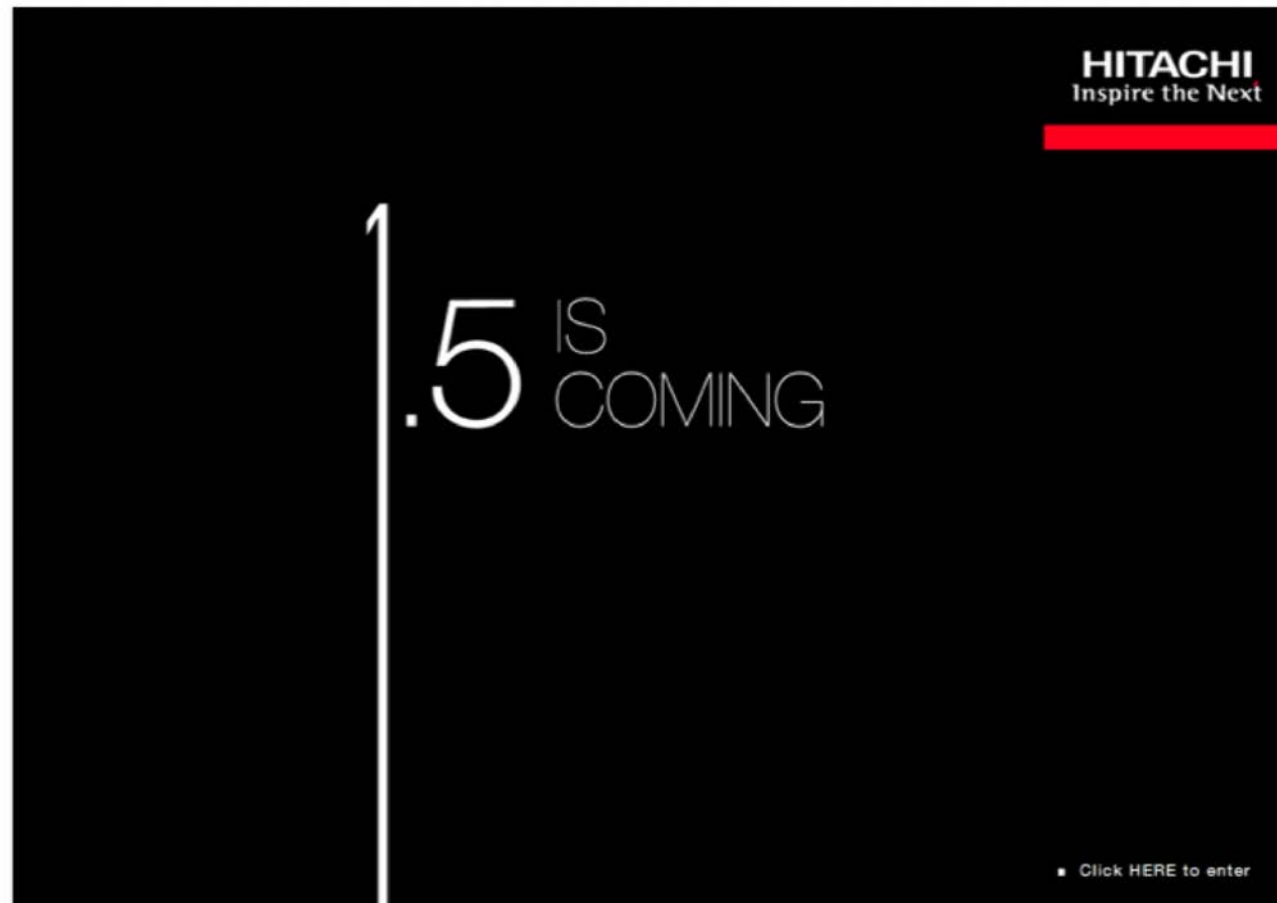 HITACHI
Inspire the Next
1.5 IS
COMING
Click HERE to enter